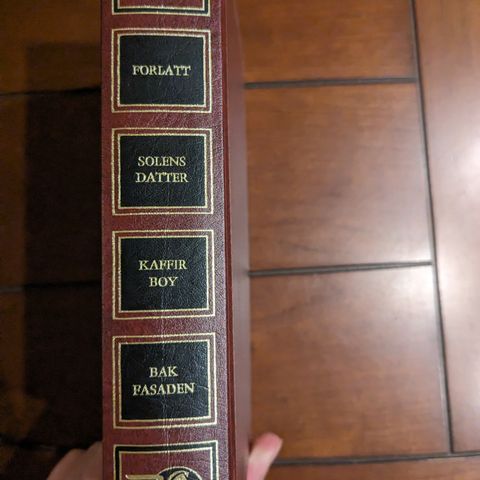 FORLATT
SOLENS
DATTER
KAFFIR
BOY
BAK
FASADEN